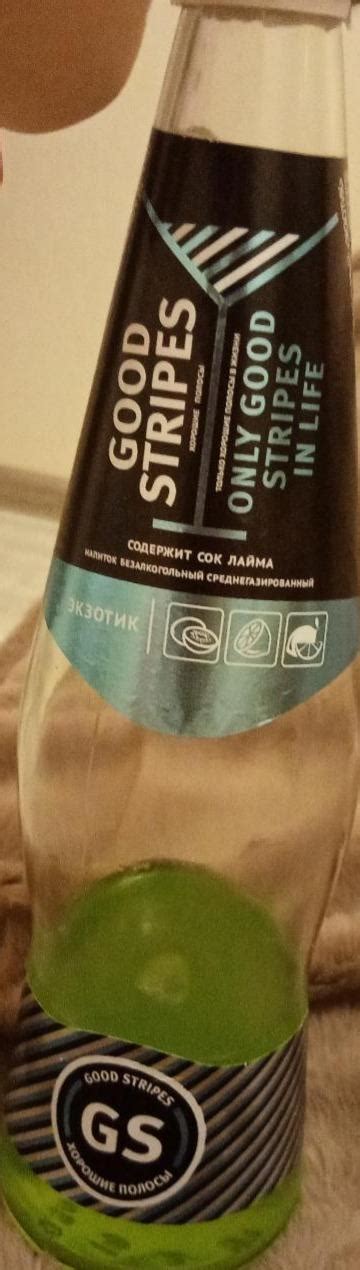 GOOD
STRIPES
ХОРОШИЕ ПОЛОСЫ
ТОЛЬКО ХОРОШИЕ ПОЛОСЫ В ЖИЗНИ
ONLY GOOD
STRIPES
IN LIFE
СОДЕРЖИТ СОК ЛАЙМА
НАПИТОК БЕЗАЛКОГОЛЬНЫЙ СРЕДНЕГАЗИРОВАННЫЙ
ЭКЗОТИК
GOOD STRIPES
GS
ХОРОШИЕ ПОЛОСЫ